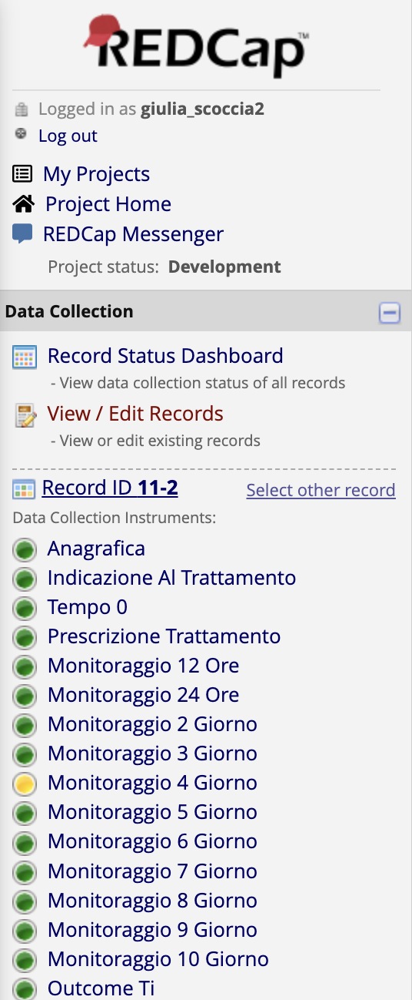 REDCap™
Logged in as giulia_scoccia2
Log out
My Projects
Project Home
REDCap Messenger
Project status: Development
Data Collection
Record Status Dashboard
- View data collection status of all records
View / Edit Records
- View or edit existing records
Record ID 11-2 Select other record
Data Collection Instruments:
Anagrafica
Indicazione Al Trattamento
Tempo 0
Prescrizione Trattamento
Monitoraggio 12 Ore
Monitoraggio 24 Ore
Monitoraggio 2 Giorno
Monitoraggio 3 Giorno
Monitoraggio 4 Giorno
Monitoraggio 5 Giorno
Monitoraggio 6 Giorno
Monitoraggio 7 Giorno
Monitoraggio 8 Giorno
Monitoraggio 9 Giorno
Monitoraggio 10 Giorno
Outcome Ti